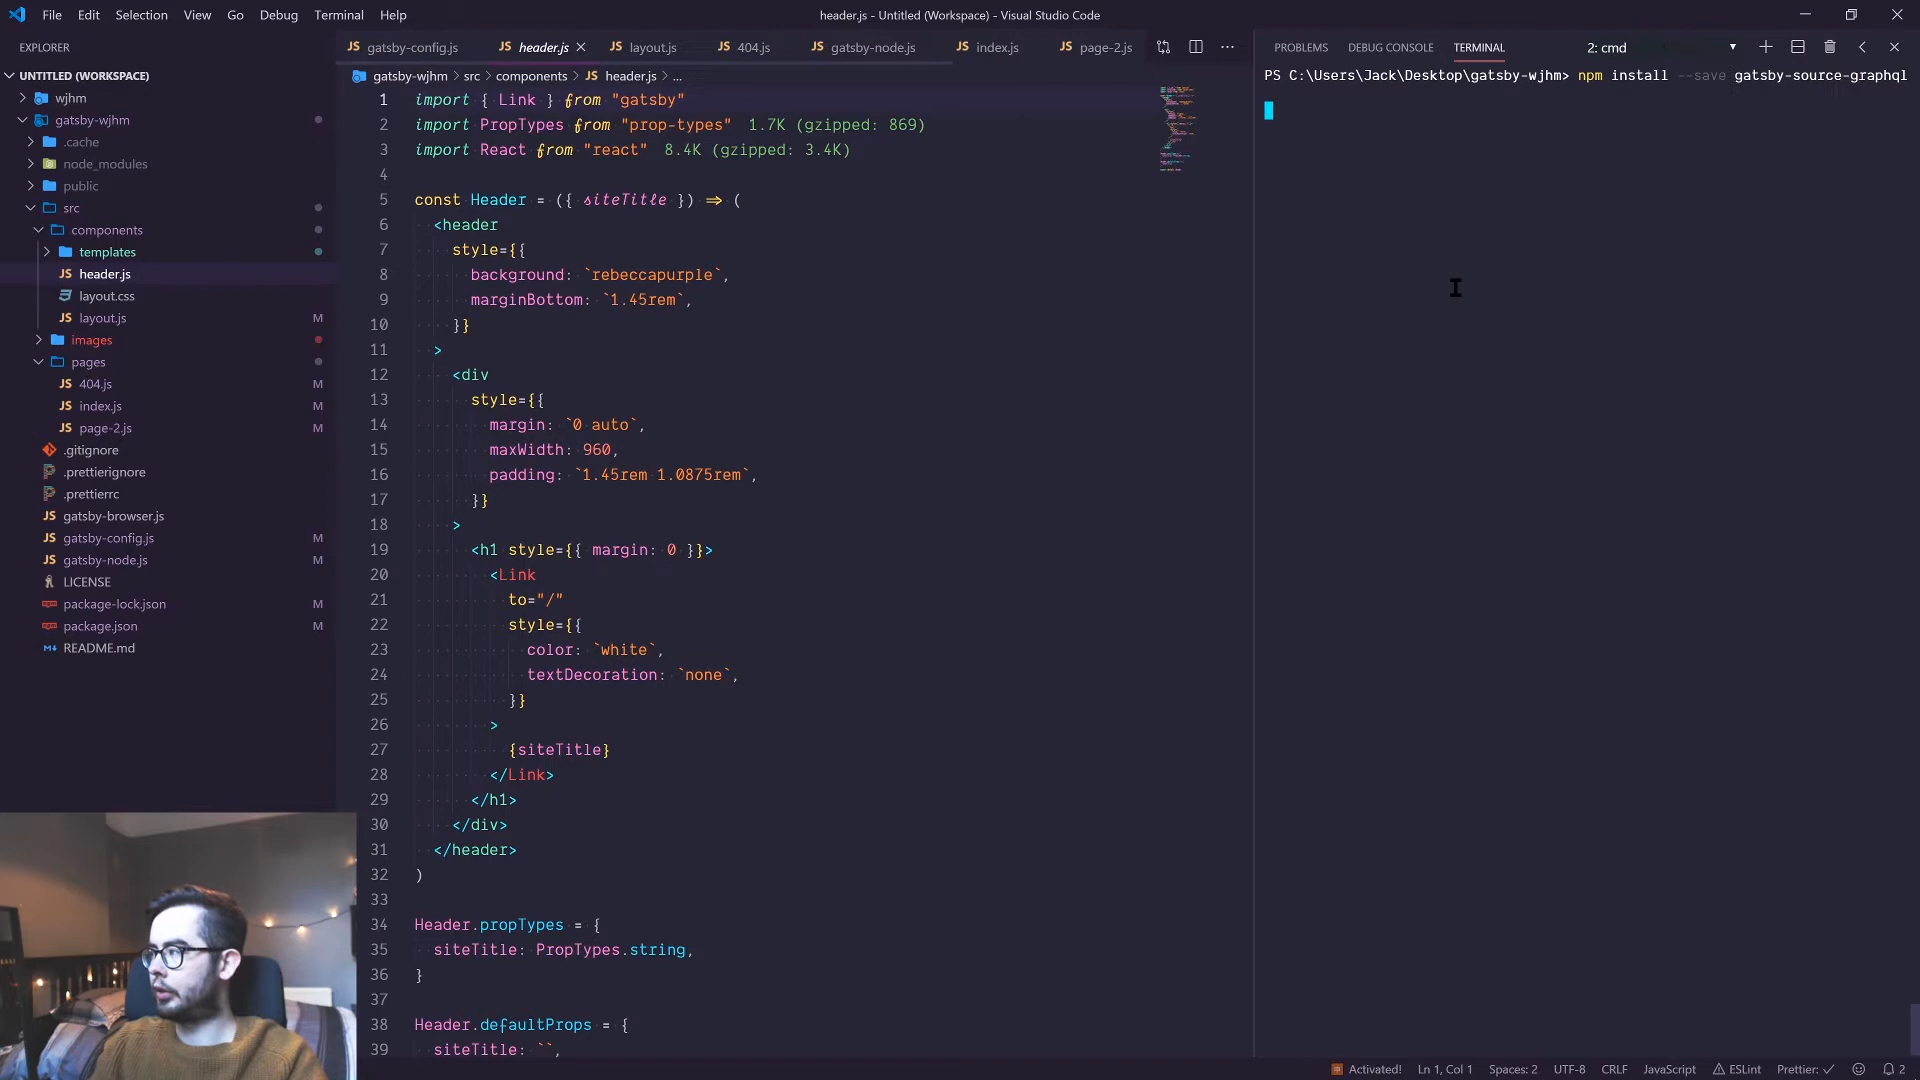 File Edit Selection View Go Debug Terminal Help
header.js - Untitled (Workspace) - Visual Studio Code
EXPLORER
UNTITLED (WORKSPACE)
wjhm
gatsby-wjhm
.cache
node_modules
public
src
components
templates
header.js
layout.css
layout.js M
images
pages
404.js M
index.js M
page-2.js M
.gitignore
.prettierignore
.prettierrc
gatsby-browser.js
gatsby-config.js M
gatsby-node.js M
LICENSE
package-lock.json M
package.json M
README.md
JS gatsby-config.js JS header.js JS layout.js JS 404.js JS gatsby-node.js JS index.js JS page-2.js
gatsby-wjhm > src > components > JS header.js > ...
1 import { Link } from "gatsby"
2 import PropTypes from "prop-types" 1.7K (gzipped: 869)
3 import React from "react" 8.4K (gzipped: 3.4K)
4
5 const Header = ({ siteTitle }) => (
6 <header
7 style={{
8 background: `rebeccapurple`,
9 marginBottom: `1.45rem`,
10 }}
11 >
12 <div
13 style={{
14 margin: `0 auto`,
15 maxWidth: 960,
16 padding: `1.45rem 1.0875rem`,
17 }}
18 >
19 <h1 style={{ margin: 0 }}>
20 <Link
21 to="/"
22 style={{
23 color: `white`,
24 textDecoration: `none`,
25 }}
26 >
27 {siteTitle}
28 </Link>
29 </h1>
30 </div>
31 </header>
32 )
33
34 Header.propTypes = {
35 siteTitle: PropTypes.string,
36 }
37
38 Header.defaultProps = {
39 siteTitle: ``,
PROBLEMS DEBUG CONSOLE TERMINAL 2: cmd
PS C:\Users\Jack\Desktop\gatsby-wjhm> npm install --save gatsby-source-graphql
Activated! Ln 1, Col 1 Spaces: 2 UTF-8 CRLF JavaScript ESLint Prettier: ✓ 2